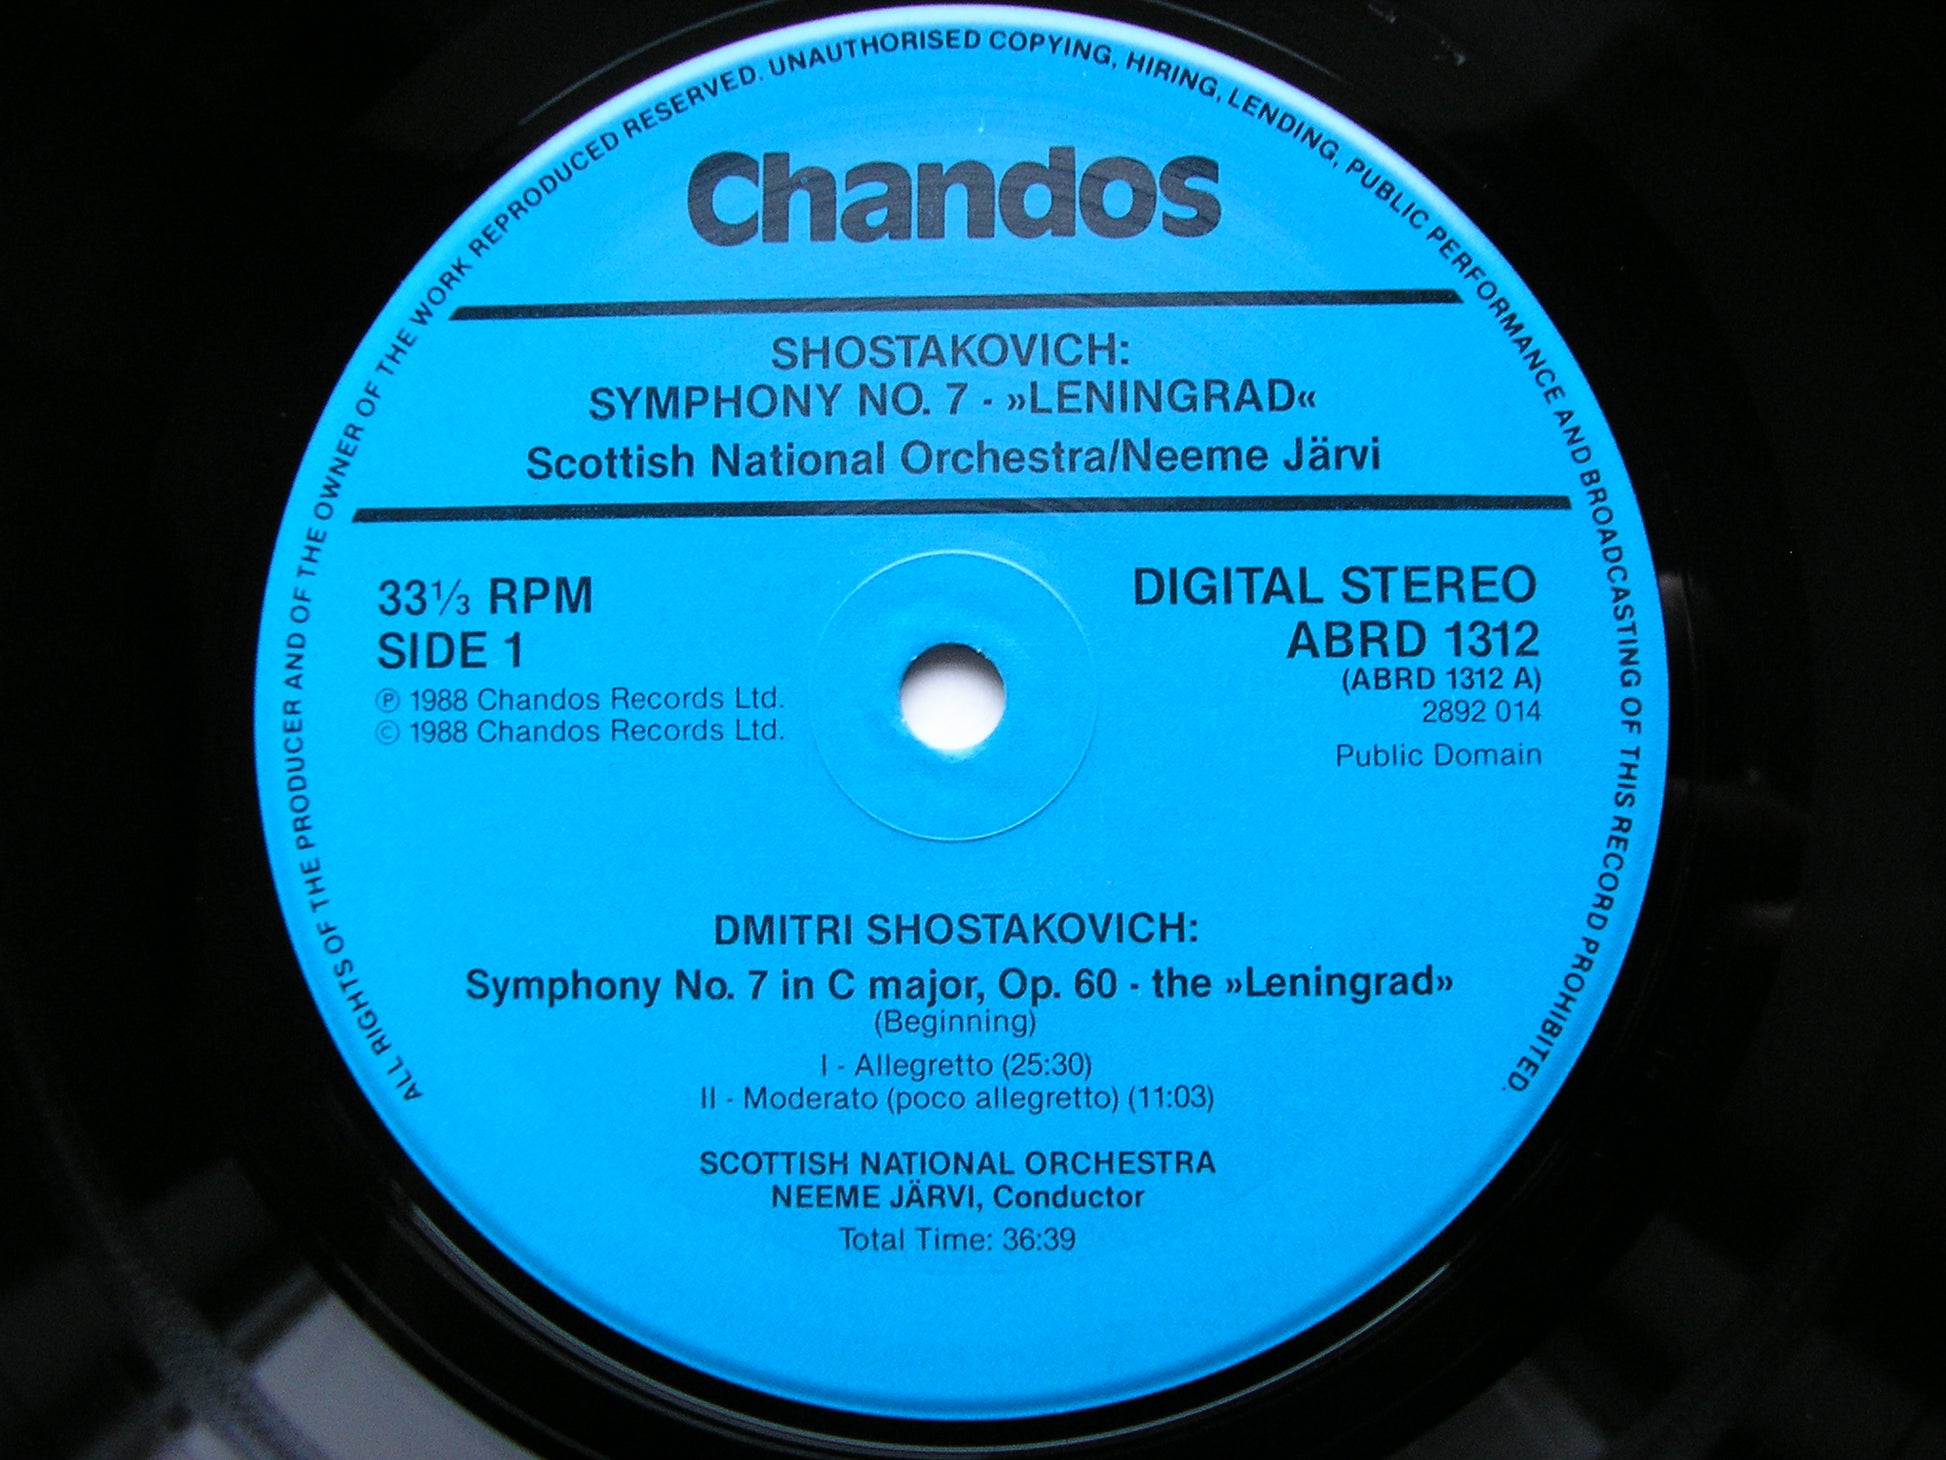 ALL RIGHTS OF THE PRODUCER AND OF THE OWNER OF THE WORK REPRODUCED RESERVED. UNAUTHORISED COPYING, HIRING, LENDING, PUBLIC PERFORMANCE AND BROADCASTING OF THIS RECORD PROHIBITED.
Chandos
SHOSTAKOVICH:
SYMPHONY NO. 7 - »LENINGRAD«
Scottish National Orchestra/Neeme Järvi
33⅓ RPM
SIDE 1
℗ 1988 Chandos Records Ltd.
© 1988 Chandos Records Ltd.
DIGITAL STEREO
ABRD 1312
(ABRD 1312 A)
2892 014
Public Domain
DMITRI SHOSTAKOVICH:
Symphony No. 7 in C major, Op. 60 - the »Leningrad»
(Beginning)
I - Allegretto (25:30)
II - Moderato (poco allegretto) (11:03)
SCOTTISH NATIONAL ORCHESTRA
NEEME JÄRVI, Conductor
Total Time: 36:39